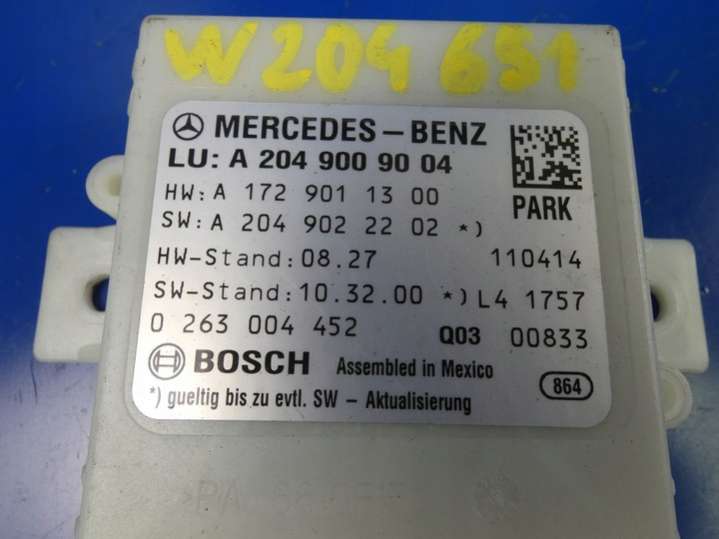 W204 651
MERCEDES-BENZ
LU: A 204 900 90 04
HW: A 172 901 13 00
PARK
SW: A 204 902 22 02 *)
HW-Stand: 08.27 110414
SW-Stand: 10.32.00 *) L4 1757
0 263 004 452 Q03 00833
BOSCH Assembled in Mexico
864
*) gueltig bis zu evtl. SW - Aktualisierung